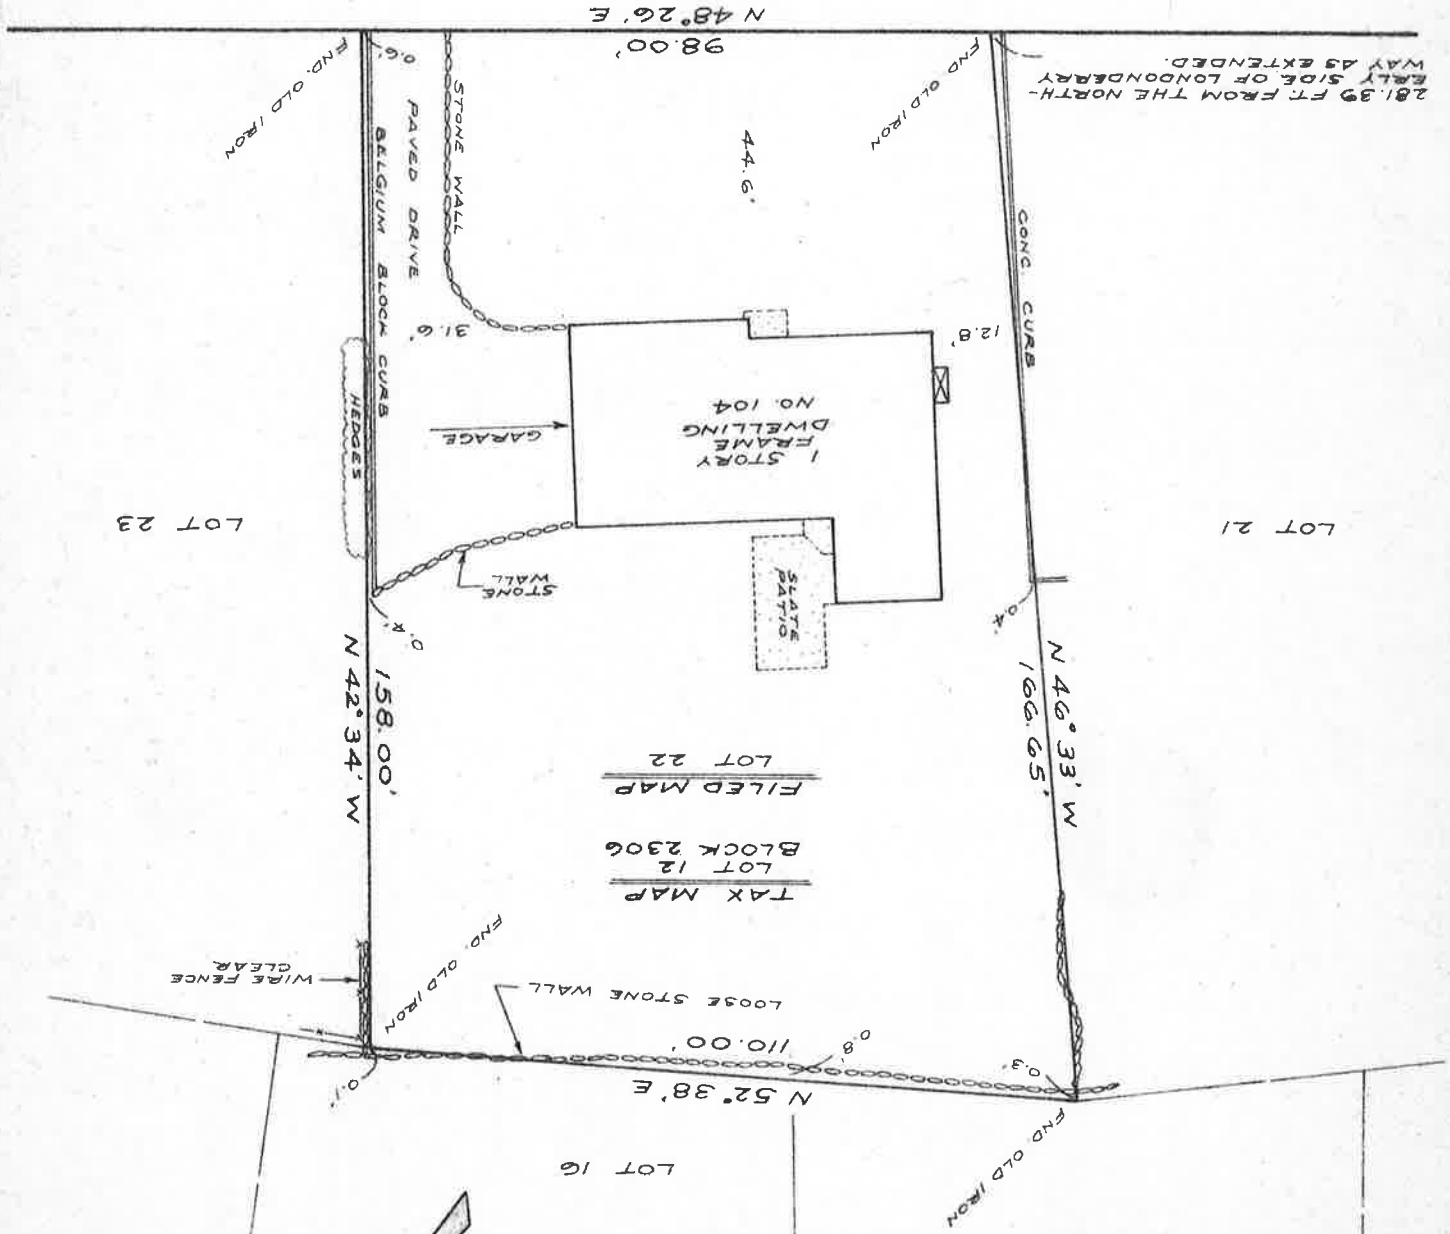 LOT 16
FND. OLD IRON
N 52° 38' E
110.00'
0.3'
0.8'
0.1'
LOOSE STONE WALL
FND. OLD IRON
WIRE FENCE
CLEAR
TAX MAP
LOT 12
BLOCK 2306
FILED MAP
LOT 22
N 46° 33' W
166.65'
158.00'
N 42° 34' W
0.4'
SLATE
PATIO
STONE
WALL
LOT 21
LOT 23
HEDGES
1 STORY
FRAME
DWELLING
NO. 104
GARAGE
12.8'
31.6'
CONC. CURB
BELGIUM BLOCK CURB
PAVED DRIVE
STONE WALL
44.6'
281.39 FT. FROM THE NORTH-
ERLY SIDE OF LONDONDERRY
WAY AS EXTENDED.
FND OLD IRON
FND. OLD IRON
0.6'
98.00'
N 48° 26' E